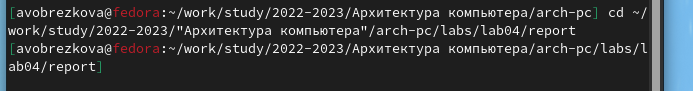 [avobrezkova@fedora:~/work/study/2022-2023/Архитектура компьютера/arch-pc] cd ~/
work/study/2022-2023/"Архитектура компьютера"/arch-pc/labs/lab04/report
[avobrezkova@fedora:~/work/study/2022-2023/Архитектура компьютера/arch-pc/labs/l
ab04/report]